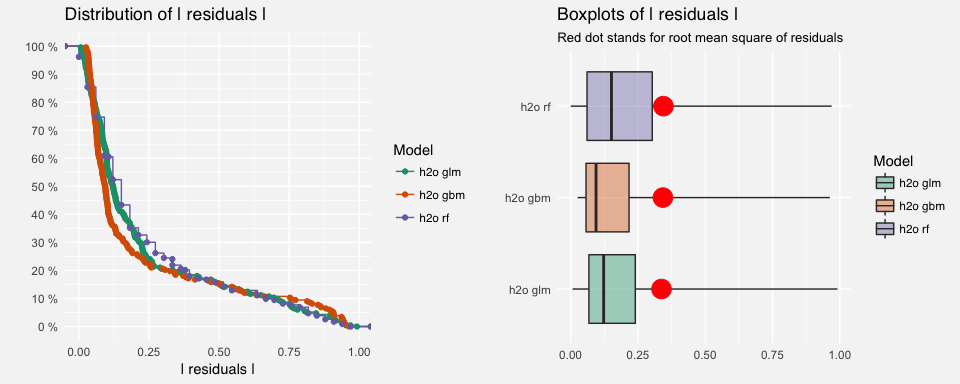 Distribution of | residuals |
100 %
90 %
80 %
70 %
60 %
50 %
40 %
30 %
20 %
10 %
0 %
0.00 0.25 0.50 0.75 1.00
| residuals |
Model
h2o glm
h2o gbm
h2o rf
Boxplots of | residuals |
Red dot stands for root mean square of residuals
h2o rf
h2o gbm
h2o glm
0.00 0.25 0.50 0.75 1.00
Model
h2o glm
h2o gbm
h2o rf